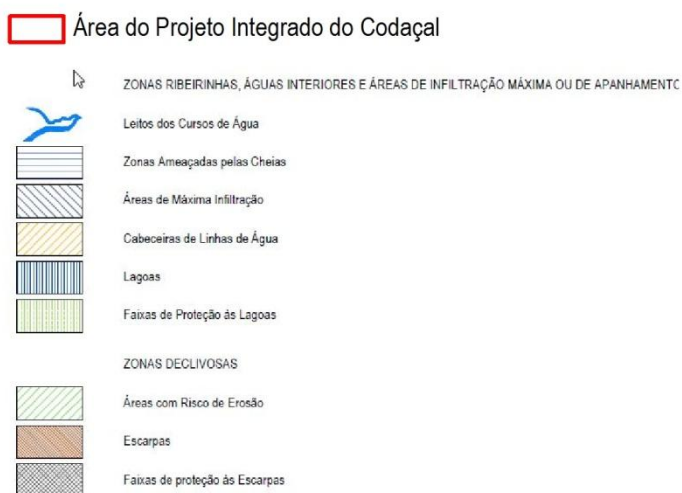 Área do Projeto Integrado do Codaçal
ZONAS RIBEIRINHAS, ÁGUAS INTERIORES E ÁREAS DE INFILTRAÇÃO MÁXIMA OU DE APANHAMENTO
Leitos dos Cursos de Água
Zonas Ameaçadas pelas Cheias
Áreas de Máxima Infiltração
Cabeceiras de Linhas de Água
Lagoas
Faixas de Proteção às Lagoas
ZONAS DECLIVOSAS
Áreas com Risco de Erosão
Escarpas
Faixas de proteção às Escarpas